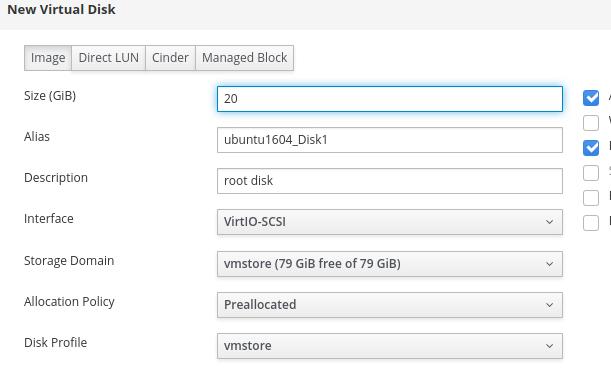 New Virtual Disk
Image Direct LUN Cinder Managed Block
Size (GiB) 20
Alias ubuntu1604_Disk1
Description root disk
Interface VirtIO-SCSI
Storage Domain vmstore (79 GiB free of 79 GiB)
Allocation Policy Preallocated
Disk Profile vmstore